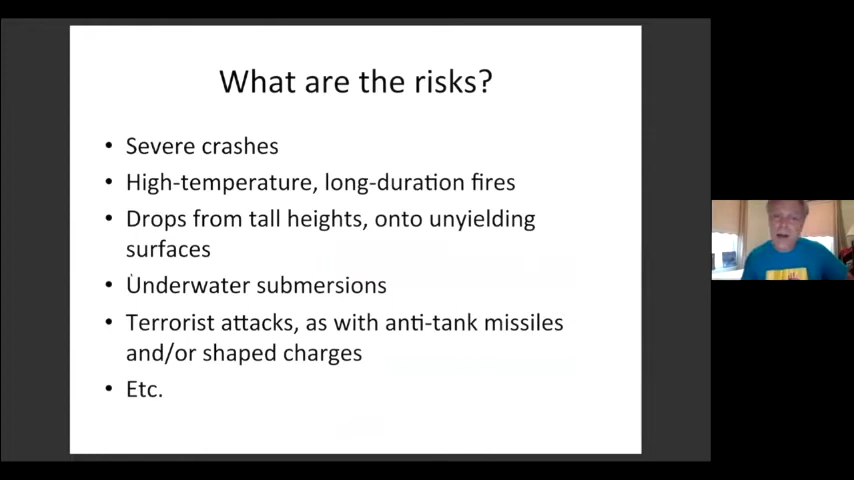 What are the risks?
• Severe crashes
• High-temperature, long-duration fires
• Drops from tall heights, onto unyielding
surfaces
• Underwater submersions
• Terrorist attacks, as with anti-tank missiles
and/or shaped charges
• Etc.